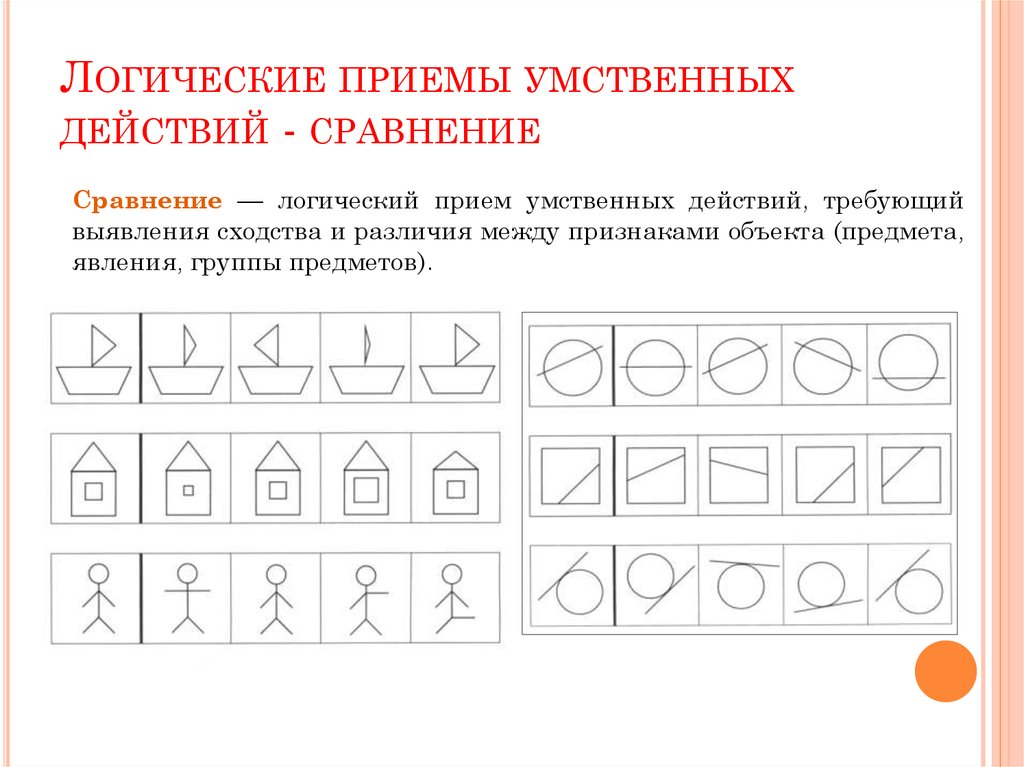 Логические приемы умственных
действий - сравнение
Сравнение — логический прием умственных действий, требующий
выявления сходства и различия между признаками объекта (предмета,
явления, группы предметов).